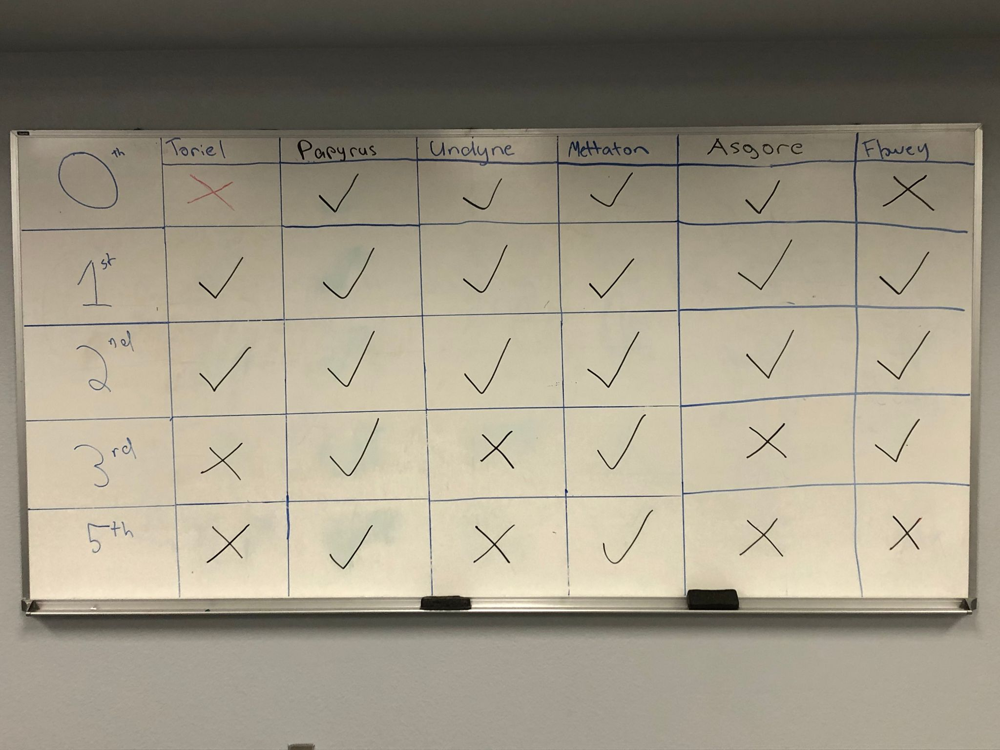 0th Toriel Papyrus Undyne Mettaton Asgore Flowey
✗ ✓ ✓ ✓ ✓ ✗
1st ✓ ✓ ✓ ✓ ✓ ✓
2nd ✓ ✓ ✓ ✓ ✓ ✓
3rd ✗ ✓ ✗ ✓ ✗ ✓
5th ✗ ✓ ✗ ✓ ✗ ✗